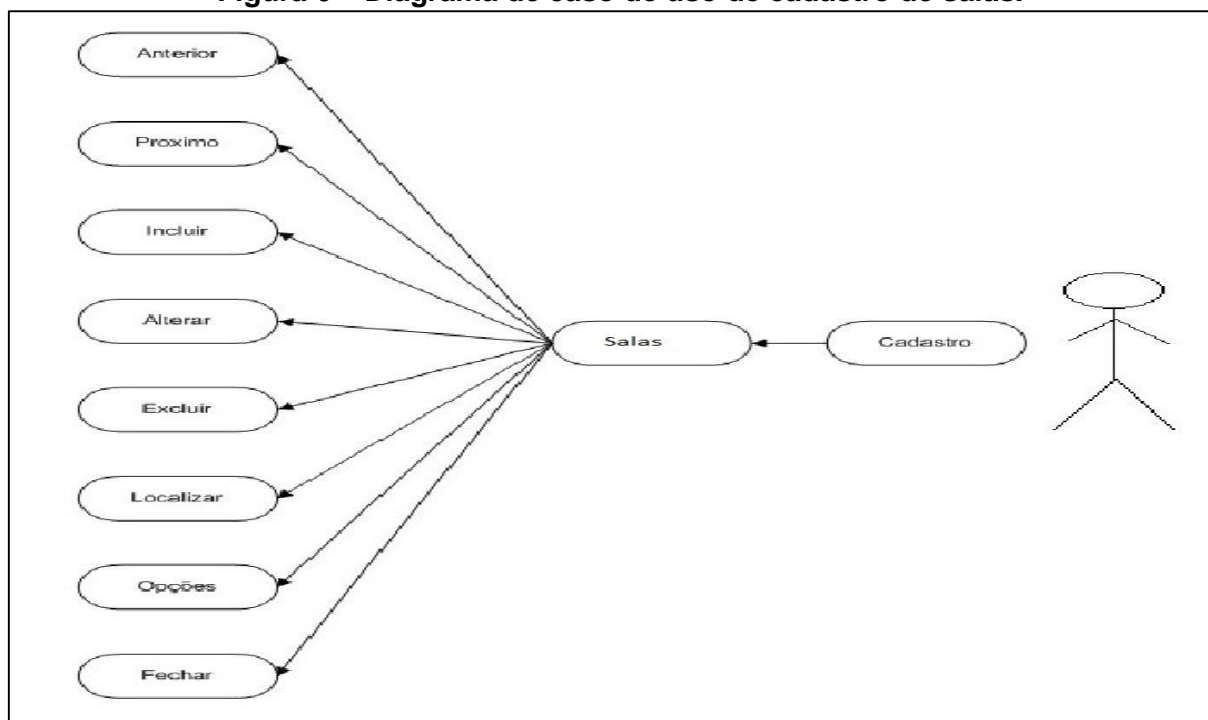 Anterior
Proximo
Incluir
Alterar
Salas
Cadastro
Excluir
Localizar
Opções
Fechar